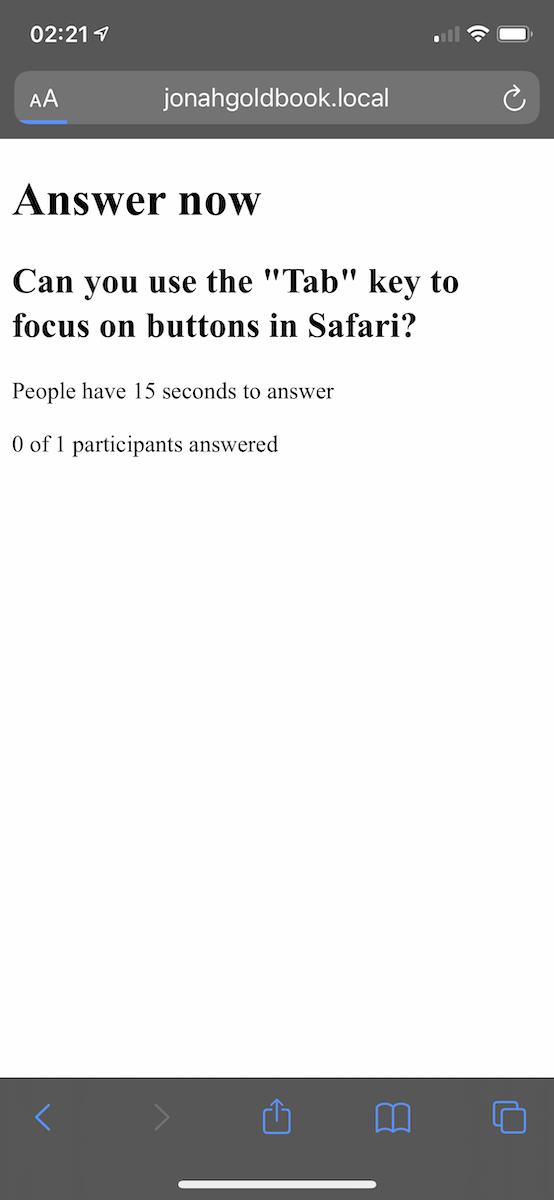 02:21
AA
jonahgoldbook.local
Answer now
Can you use the "Tab" key to
focus on buttons in Safari?
People have 15 seconds to answer
0 of 1 participants answered